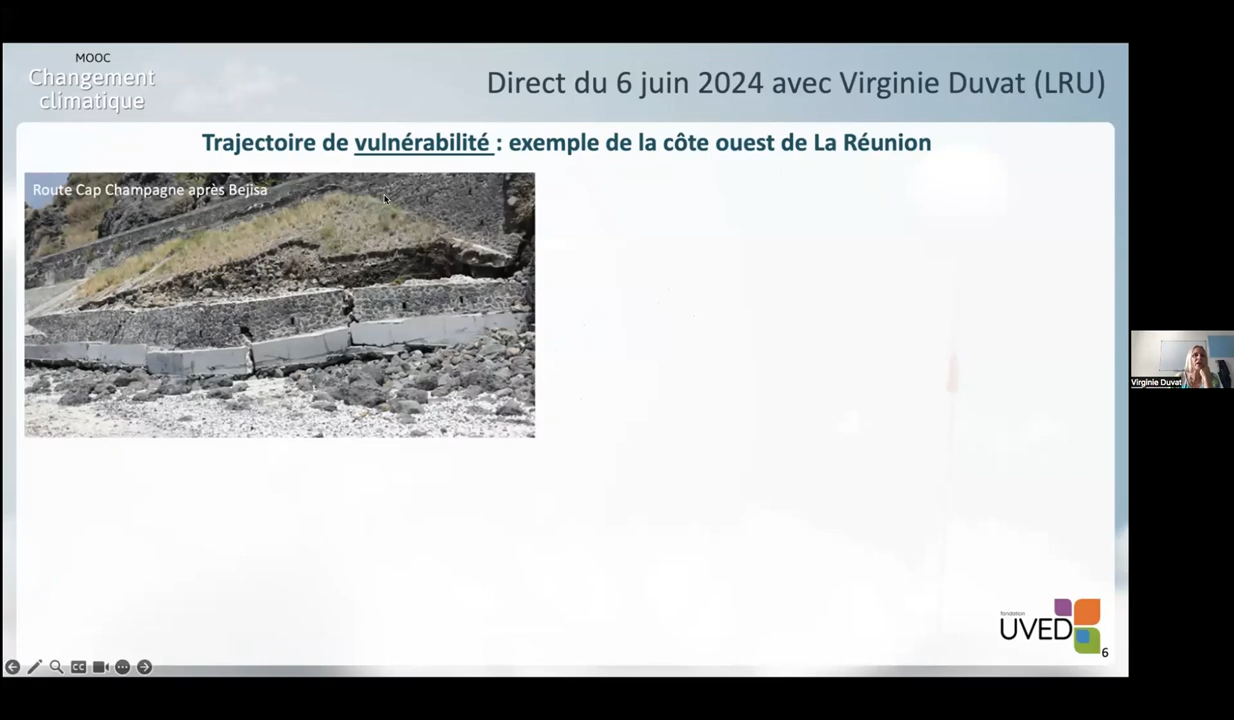 MOOC
Changement
climatique
Direct du 6 juin 2024 avec Virginie Duvat (LRU)
Trajectoire de vulnérabilité : exemple de la côte ouest de La Réunion
Route Cap Champagne après Bejisa
Virginie Duvat
fondation
UVED
6
CC